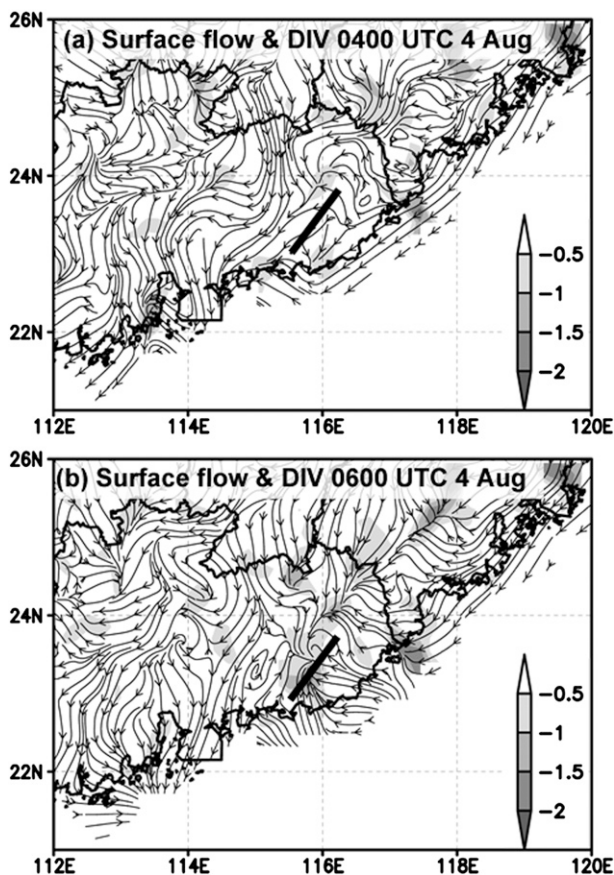 26N
(a) Surface flow & DIV 0400 UTC 4 Aug
24N
-0.5
-1
-1.5
22N
-2
112E 114E 116E 118E 120E
26N
(b) Surface flow & DIV 0600 UTC 4 Aug
24N
-0.5
-1
-1.5
22N
-2
112E 114E 116E 118E 120E